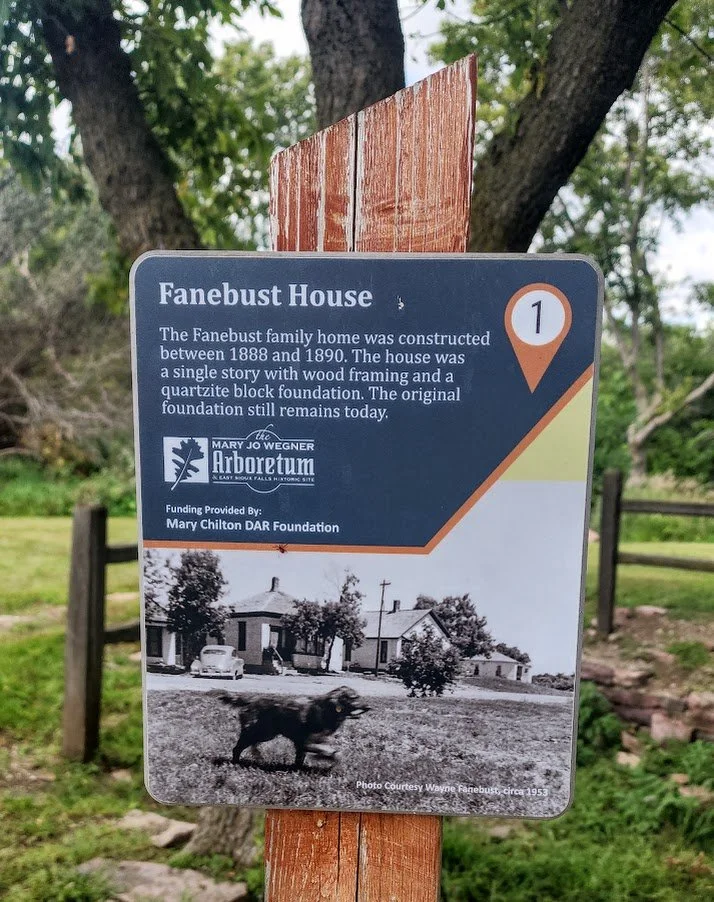 Fanebust House
1
The Fanebust family home was constructed
between 1888 and 1890. The house was
a single story with wood framing and a
quartzite block foundation. The original
foundation still remains today.
the
MARY JO WEGNER
Arboretum
& EAST SIOUX FALLS HISTORIC SITE
Funding Provided By:
Mary Chilton DAR Foundation
Photo Courtesy Wayne Fanebust, circa 1953